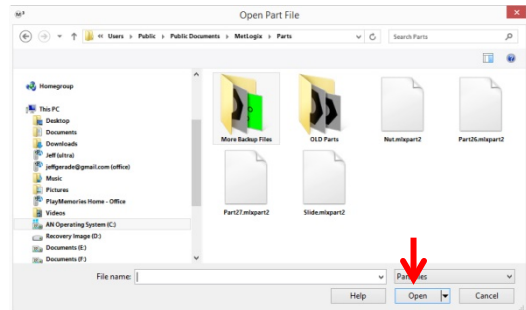 M³
Open Part File
« Users › Public › Public Documents › MetLogix › Parts
Search Parts
Homegroup
This PC
Desktop
Documents
Downloads
Jeff (ultra)
jeffgerade@gmail.com (office)
Music
Pictures
PlayMemories Home - Office
Videos
AN Operating System (C:)
Recovery Image (D:)
Documents (E:)
Documents (F:)
More Backup Files
OLD Parts
Nut.mlxpart2
Part26.mlxpart2
Part27.mlxpart2
Slide.mlxpart2
File name:
Help
Open
Cancel